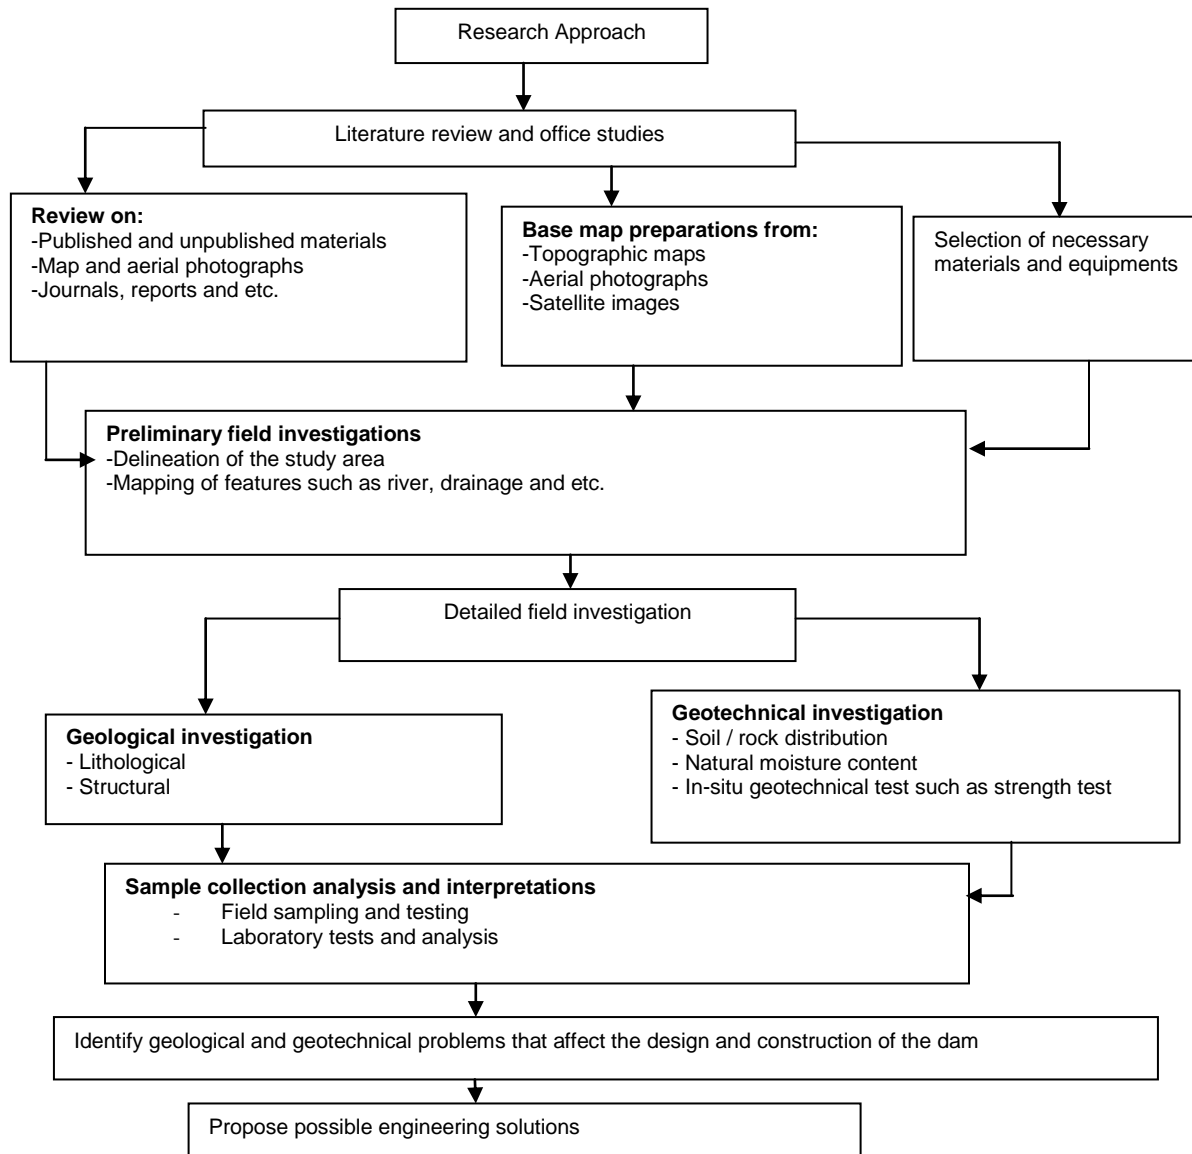 Research Approach
Literature review and office studies
Review on:
-Published and unpublished materials
-Map and aerial photographs
-Journals, reports and etc.
Base map preparations from:
-Topographic maps
-Aerial photographs
-Satellite images
Selection of necessary
materials and equipments
Preliminary field investigations
-Delineation of the study area
-Mapping of features such as river, drainage and etc.
Detailed field investigation
Geological investigation
- Lithological
- Structural
Geotechnical investigation
- Soil / rock distribution
- Natural moisture content
- In-situ geotechnical test such as strength test
Sample collection analysis and interpretations
- Field sampling and testing
- Laboratory tests and analysis
Identify geological and geotechnical problems that affect the design and construction of the dam
Propose possible engineering solutions